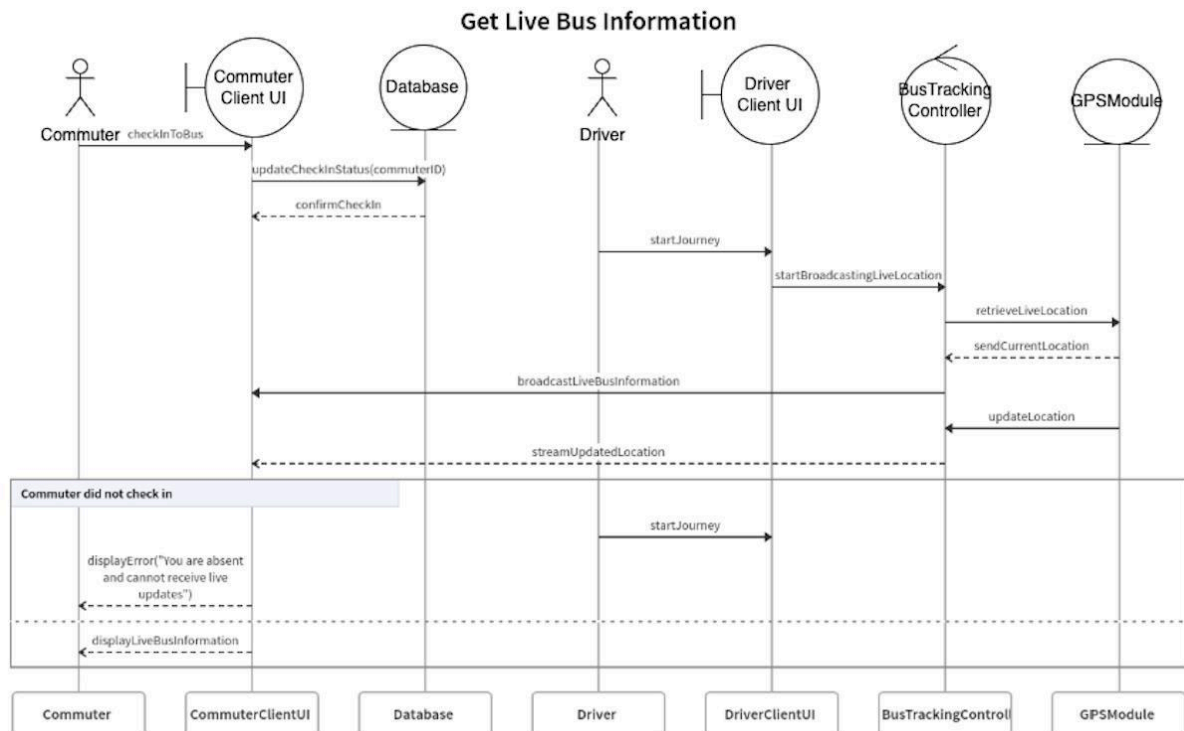 Get Live Bus Information
Commuter
Commuter
Client UI
Database
Driver
Driver
Client UI
BusTracking
Controller
GPSModule
checkInToBus
updateCheckInStatus(commuterID)
confirmCheckIn
startJourney
startBroadcastingLiveLocation
retrieveLiveLocation
sendCurrentLocation
broadcastLiveBusInformation
updateLocation
streamUpdatedLocation
Commuter did not check in
startJourney
displayError("You are absent
and cannot receive live
updates")
displayLiveBusInformation
Commuter
CommuterClientUI
Database
Driver
DriverClientUI
BusTrackingControll
GPSModule